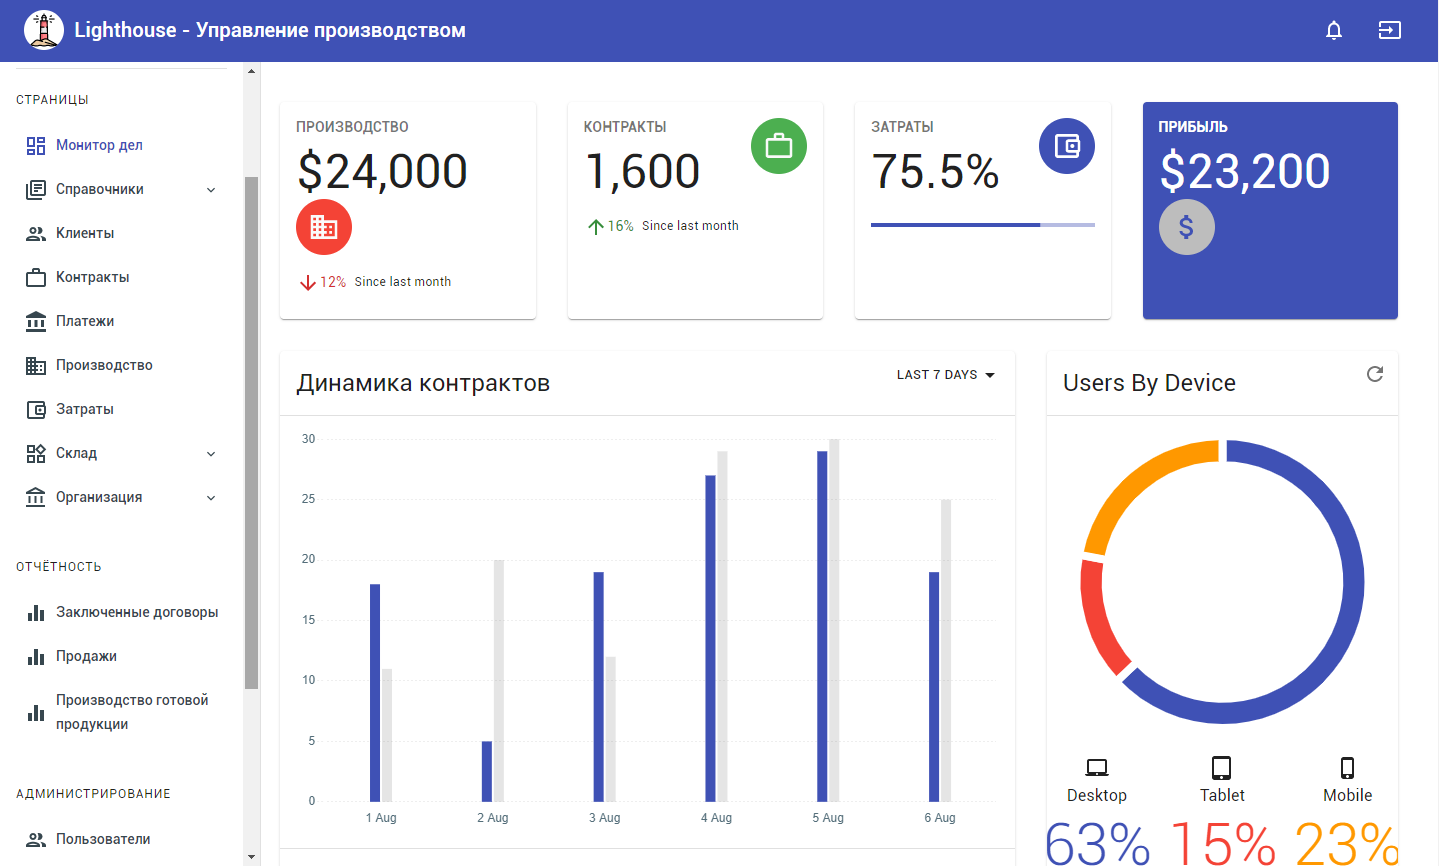 Lighthouse - Управление производством
СТРАНИЦЫ
Монитор дел
Справочники
Клиенты
Контракты
Платежи
Производство
Затраты
Склад
Организация
ОТЧЁТНОСТЬ
Заключенные договоры
Продажи
Производство готовой
продукции
АДМИНИСТРИРОВАНИЕ
Пользователи
ПРОИЗВОДСТВО
$24,000
12% Since last month
КОНТРАКТЫ
1,600
16% Since last month
ЗАТРАТЫ
75.5%
ПРИБЫЛЬ
$23,200
$
Динамика контрактов
LAST 7 DAYS
30
25
20
15
10
5
0
1 Aug 2 Aug 3 Aug 4 Aug 5 Aug 6 Aug
Users By Device
Desktop Tablet Mobile
63% 15% 23%